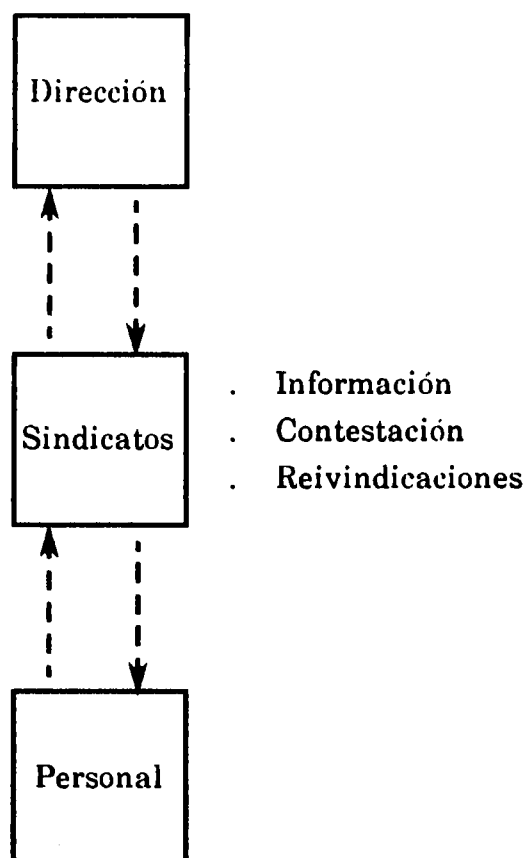 Dirección
Sindicatos
. Información
. Contestación
. Reivindicaciones
Personal